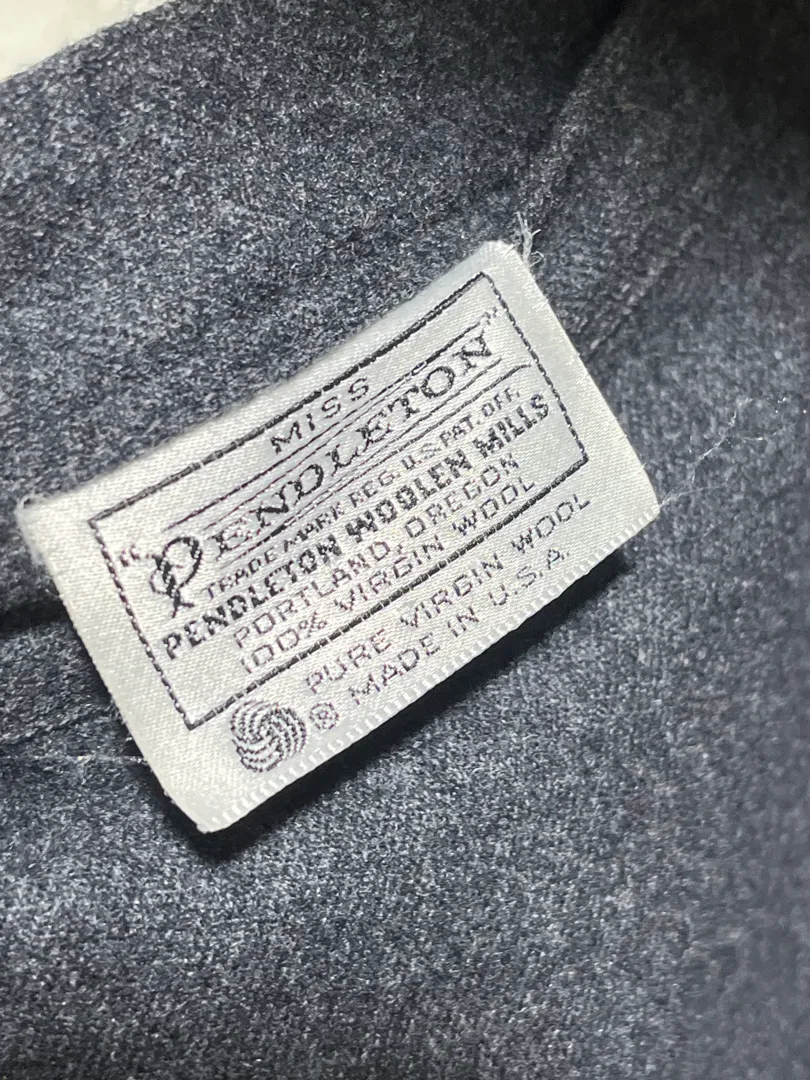 MISS
"PENDLETON"
TRADE MARK REG. U.S. PAT. OFF.
PENDLETON WOOLEN MILLS
PORTLAND, OREGON
100% VIRGIN WOOL
PURE VIRGIN WOOL
® MADE IN U.S.A.